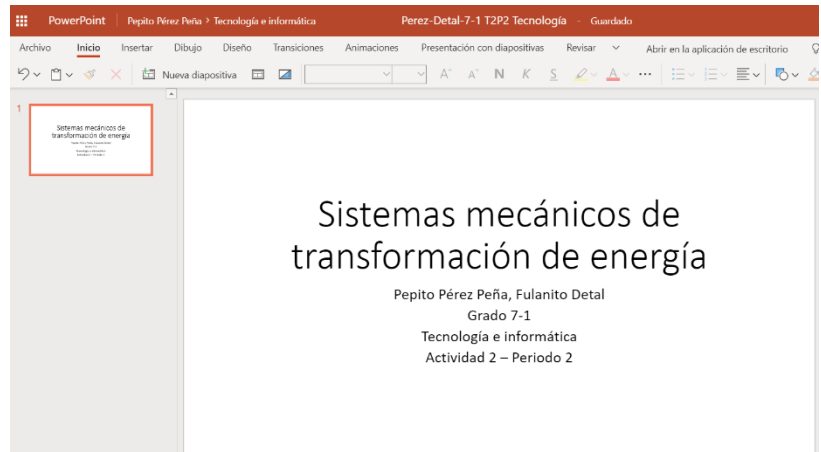 PowerPoint Pepito Pérez Peña > Tecnología e informática Perez-Detal-7-1 T2P2 Tecnología - Guardado
Archivo Inicio Insertar Dibujo Diseño Transiciones Animaciones Presentación con diapositivas Revisar Abrir en la aplicación de escritorio
Nueva diapositiva A^ A˅ N K S A ...
1
Sistemas mecánicos de
transformación de energía
Sistemas mecánicos de
transformación de energía
Pepito Pérez Peña, Fulanito Detal
Grado 7-1
Tecnología e informática
Actividad 2 – Periodo 2